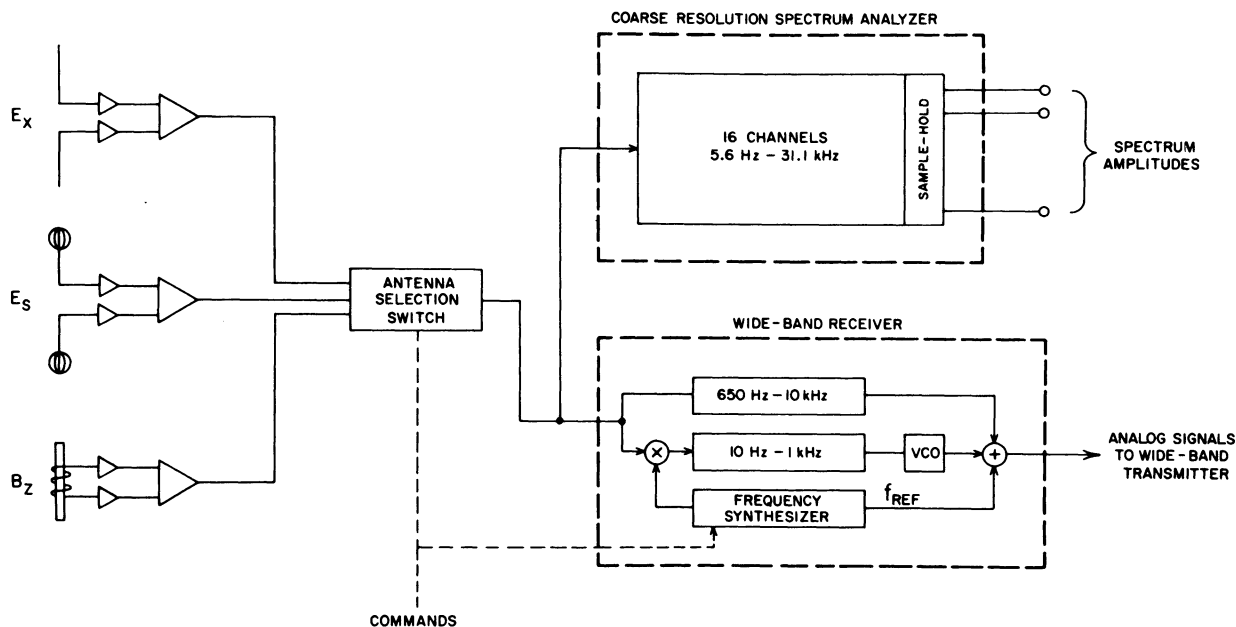 COARSE RESOLUTION SPECTRUM ANALYZER
E_X
16 CHANNELS
5.6 Hz – 31.1 kHz
SAMPLE-HOLD
SPECTRUM
AMPLITUDES
E_S
ANTENNA
SELECTION
SWITCH
WIDE-BAND RECEIVER
650 Hz – 10 kHz
10 Hz – 1 kHz
VCO
ANALOG SIGNALS
TO WIDE-BAND
TRANSMITTER
B_Z
FREQUENCY
SYNTHESIZER
f_REF
COMMANDS